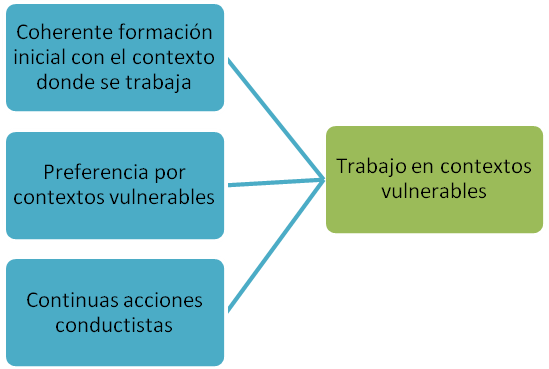 Coherente formación
inicial con el contexto
donde se trabaja
Preferencia por
contextos vulnerables
Continuas acciones
conductistas
Trabajo en contextos
vulnerables